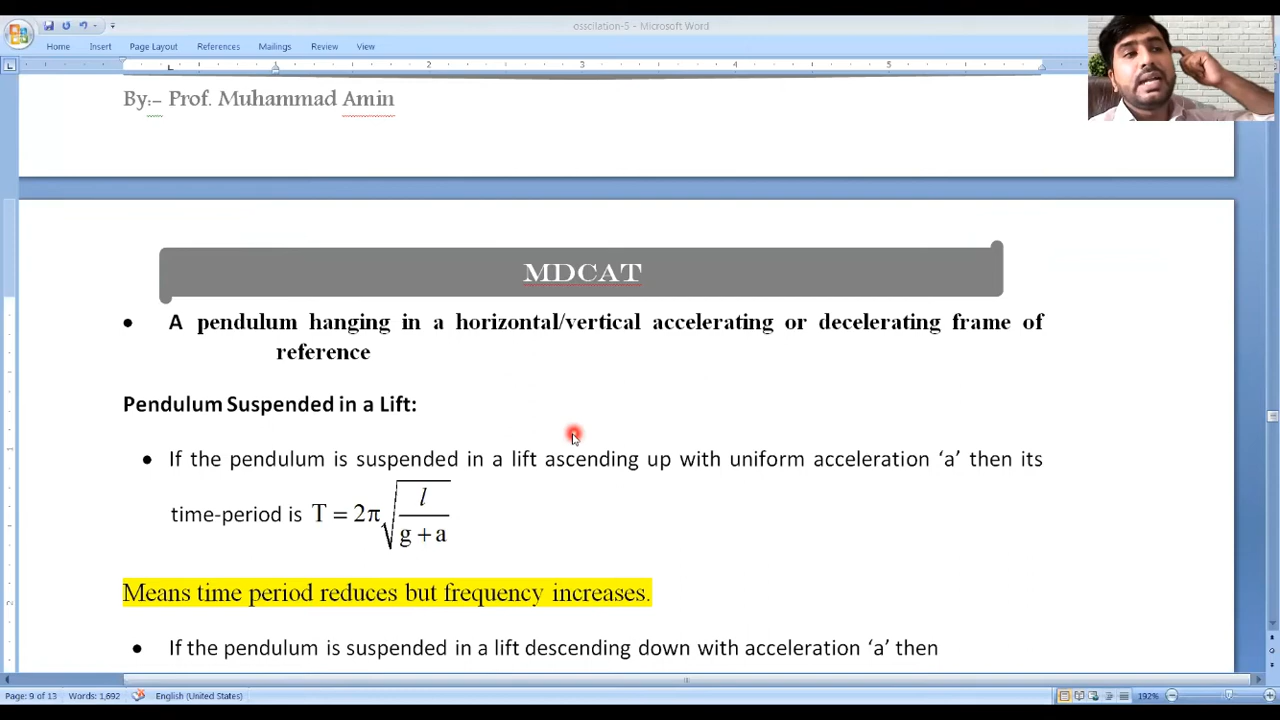 osscilation-5 - Microsoft Word
Home Insert Page Layout References Mailings Review View
By:- Prof. Muhammad Amin
MDCAT
• A pendulum hanging in a horizontal/vertical accelerating or decelerating frame of
reference
Pendulum Suspended in a Lift:
• If the pendulum is suspended in a lift ascending up with uniform acceleration ‘a’ then its
time-period is T = 2π√(l/(g + a))
Means time period reduces but frequency increases.
• If the pendulum is suspended in a lift descending down with acceleration ‘a’ then
Page: 9 of 13 Words: 1,692 English (United States) 192%